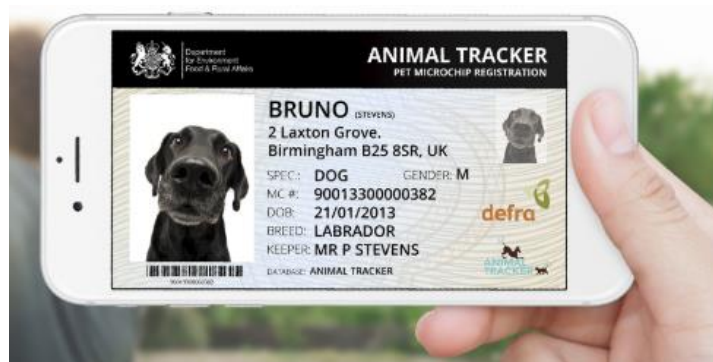 Department
for Environment
Food & Rural Affairs
ANIMAL TRACKER
PET MICROCHIP REGISTRATION
BRUNO (STEVENS)
2 Laxton Grove.
Birmingham B25 8SR, UK
SPEC.: DOG GENDER: M
MC #: 90013300000382
DOB: 21/01/2013
BREED: LABRADOR
KEEPER: MR P STEVENS
DATABASE: ANIMAL TRACKER
defra
ANIMAL
TRACKER